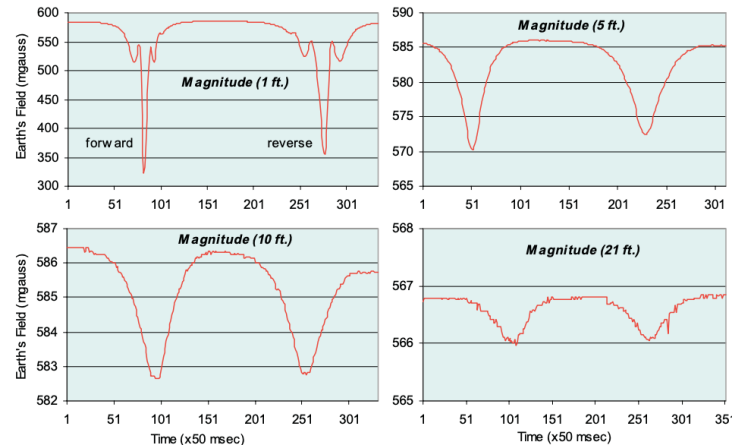 Earth's Field (mgauss)
600
550
500
450
400
350
300
Magnitude (1 ft.)
forward
reverse
1 51 101 151 201 251 301
590
585
580
575
570
565
Magnitude (5 ft.)
1 51 101 151 201 251 301
Earth's Field (mgauss)
587
586
585
584
583
582
Magnitude (10 ft.)
1 51 101 151 201 251 301
Time (x50 msec)
568
567
566
565
Magnitude (21 ft.)
1 51 101 151 201 251 301 351
Time (x50 msec)